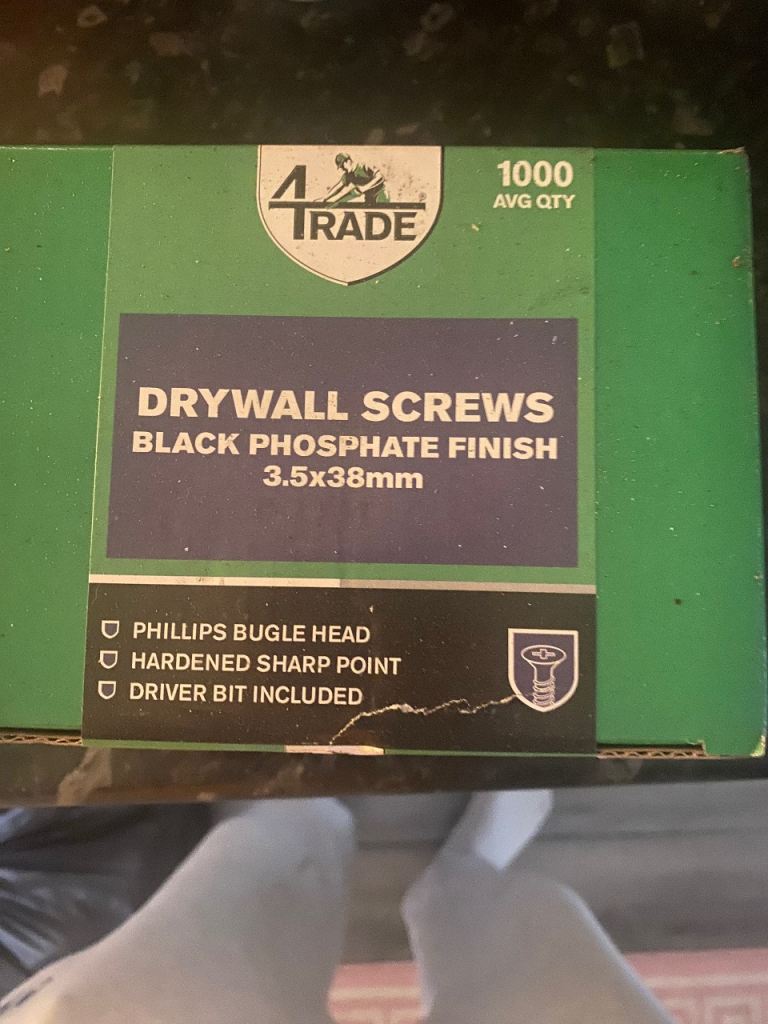 4TRADE
1000
AVG QTY
DRYWALL SCREWS
BLACK PHOSPHATE FINISH
3.5x38mm
PHILLIPS BUGLE HEAD
HARDENED SHARP POINT
DRIVER BIT INCLUDED